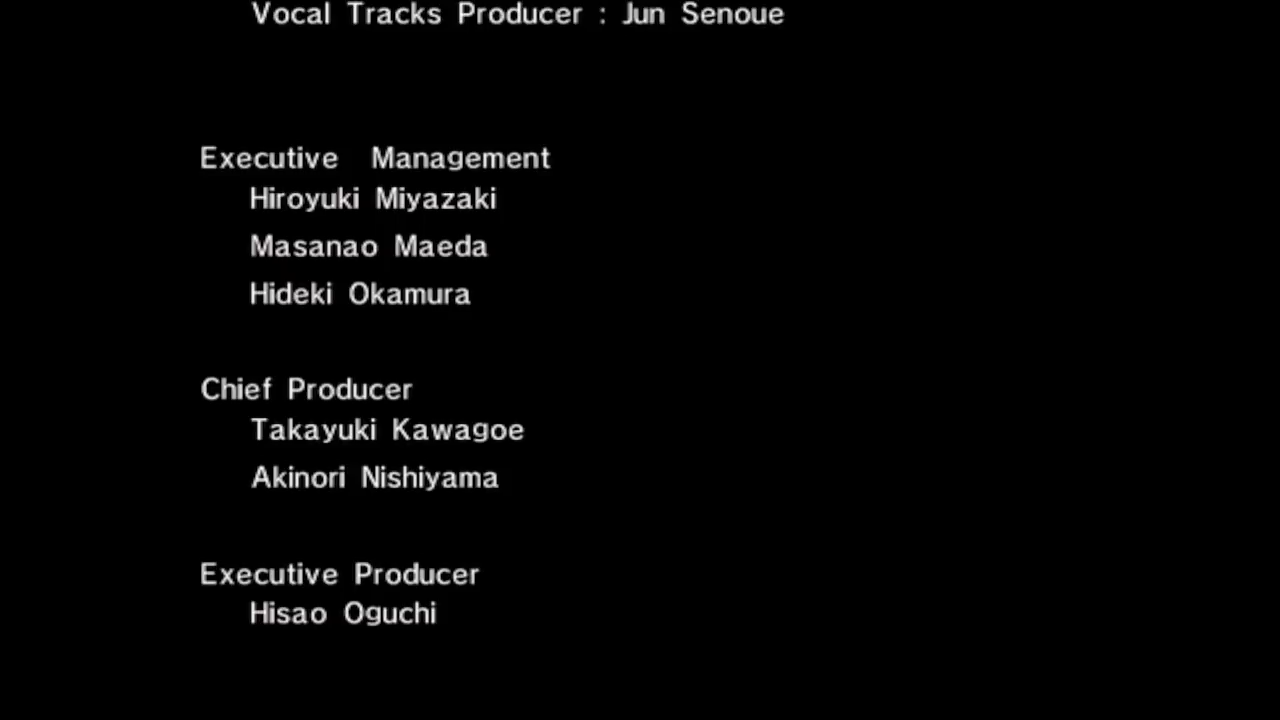 Vocal Tracks Producer : Jun Senoue
Executive Management
Hiroyuki Miyazaki
Masanao Maeda
Hideki Okamura
Chief Producer
Takayuki Kawagoe
Akinori Nishiyama
Executive Producer
Hisao Oguchi